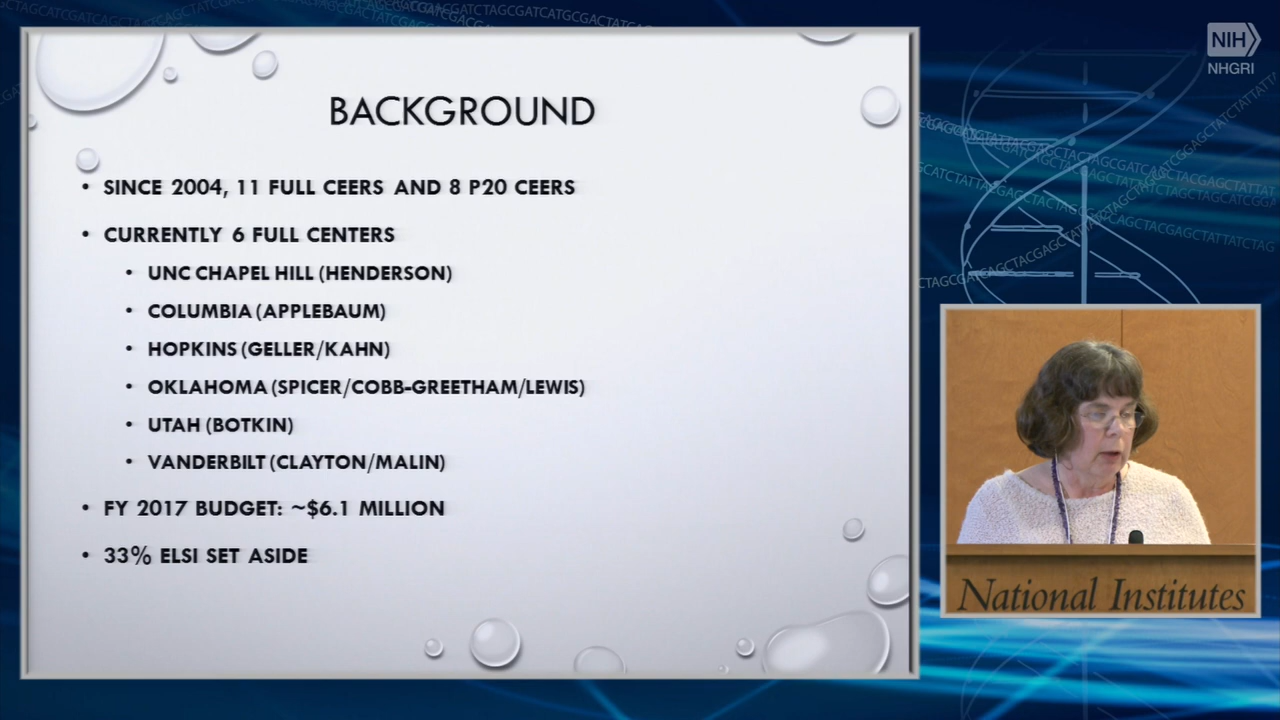 NIH
NHGRI
BACKGROUND
• SINCE 2004, 11 FULL CEERS AND 8 P20 CEERS
• CURRENTLY 6 FULL CENTERS
• UNC CHAPEL HILL (HENDERSON)
• COLUMBIA (APPLEBAUM)
• HOPKINS (GELLER/KAHN)
• OKLAHOMA (SPICER/COBB-GREETHAM/LEWIS)
• UTAH (BOTKIN)
• VANDERBILT (CLAYTON/MALIN)
• FY 2017 BUDGET: ~$6.1 MILLION
• 33% ELSI SET ASIDE
National Institutes